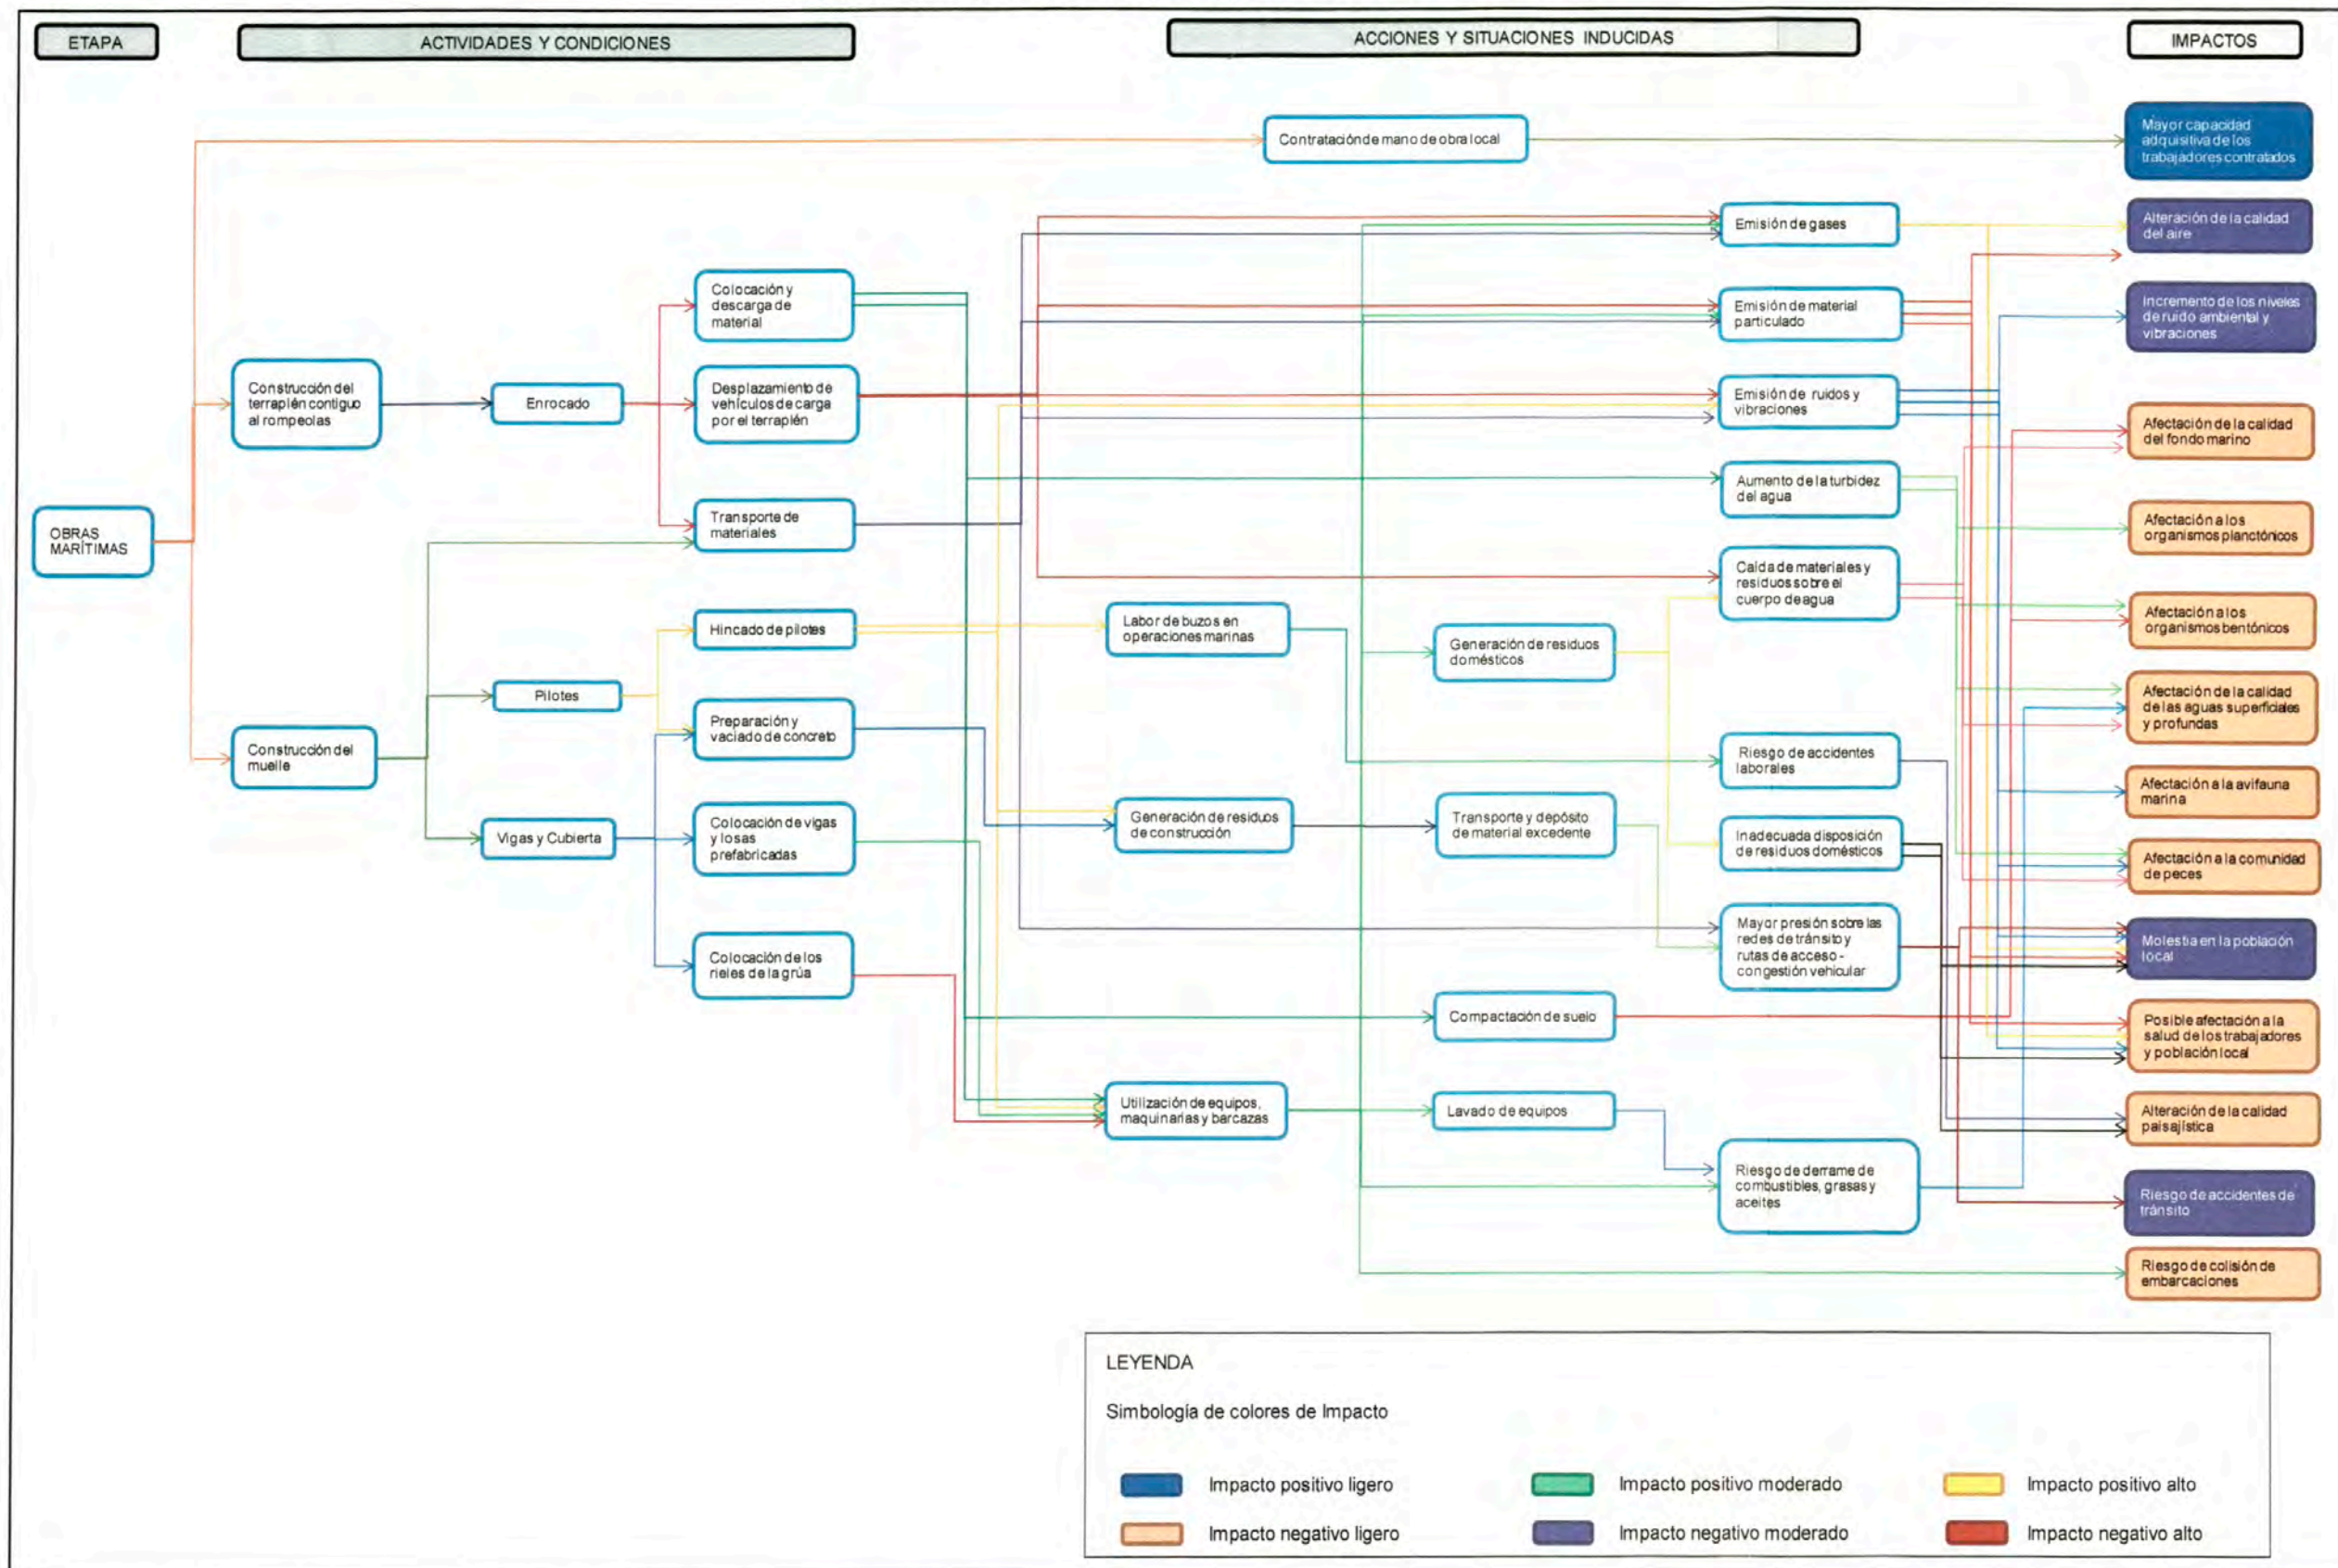 ETAPA
ACTIVIDADES Y CONDICIONES
ACCIONES Y SITUACIONES INDUCIDAS
IMPACTOS
OBRAS
MARÍTIMAS
Construcción del
terraplén contiguo
al rompeolas
Construcción del
muelle
Enrocado
Pilotes
Vigas y Cubierta
Colocación y
descarga de
material
Desplazamiento de
vehículos de carga
por el terraplén
Transporte de
materiales
Hincado de pilotes
Preparación y
vaciado de concreto
Colocación de vigas
y losas
prefabricadas
Colocación de los
rieles de la grúa
Contratación de mano de obra local
Labor de buzos en
operaciones marinas
Generación de residuos
de construcción
Utilización de equipos,
maquinarias y barcazas
Generación de residuos
domésticos
Transporte y depósito
de material excedente
Compactación de suelo
Lavado de equipos
Emisión de gases
Emisión de material
particulado
Emisión de ruidos y
vibraciones
Aumento de la turbidez
del agua
Caída de materiales y
residuos sobre el
cuerpo de agua
Riesgo de accidentes
laborales
Inadecuada disposición
de residuos domésticos
Mayor presión sobre las
redes de tránsito y
rutas de acceso -
congestión vehicular
Riesgo de derrame de
combustibles, grasas y
aceites
Mayor capacidad
adquisitiva de los
trabajadores contratados
Alteración de la calidad
del aire
Incremento de los niveles
de ruido ambiental y
vibraciones
Afectación de la calidad
del fondo marino
Afectación a los
organismos planctónicos
Afectación a los
organismos bentónicos
Afectación de la calidad
de las aguas superficiales
y profundas
Afectación a la avifauna
marina
Afectación a la comunidad
de peces
Molestia en la población
local
Posible afectación a la
salud de los trabajadores
y población local
Alteración de la calidad
paisajística
Riesgo de accidentes de
tránsito
Riesgo de colisión de
embarcaciones
LEYENDA
Simbología de colores de Impacto
Impacto positivo ligero
Impacto positivo moderado
Impacto positivo alto
Impacto negativo ligero
Impacto negativo moderado
Impacto negativo alto